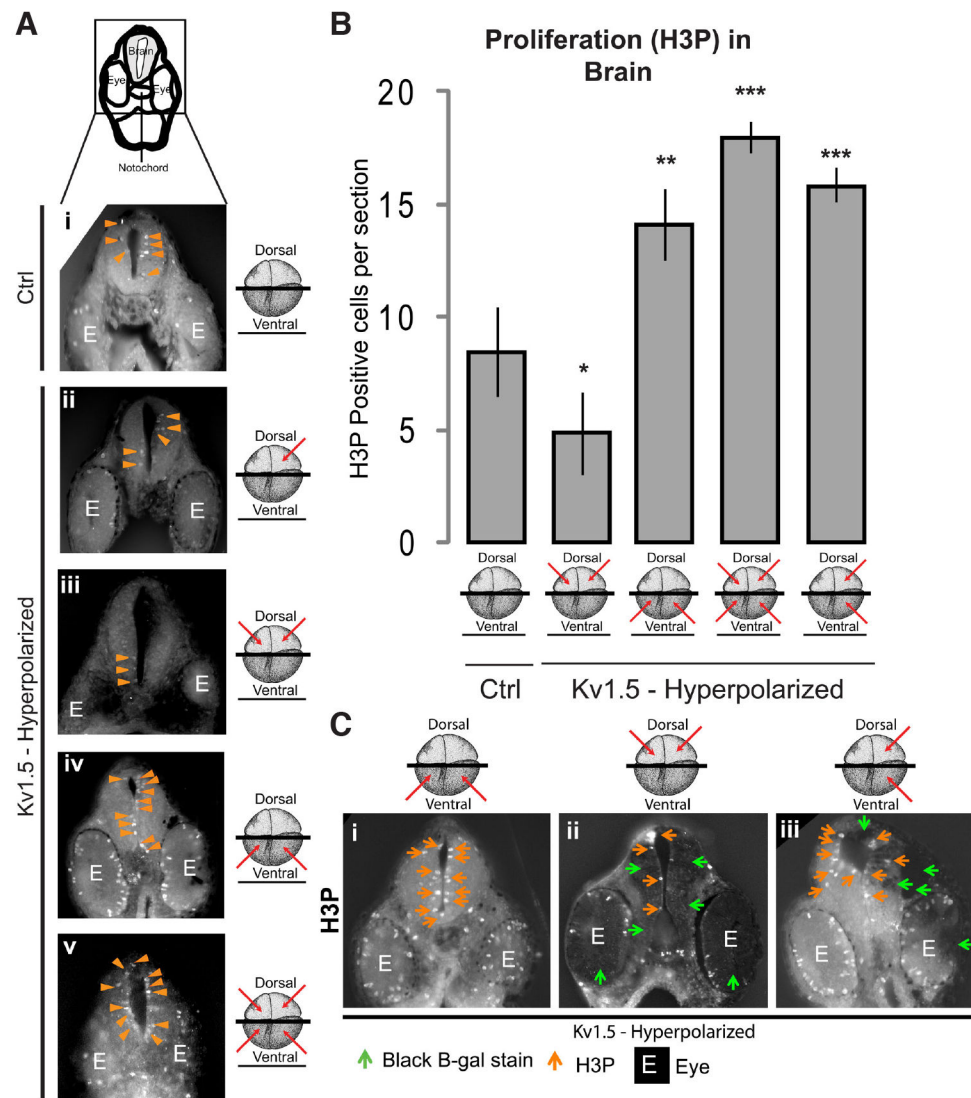 A
Brain
Eye
Eye
Notochord
Ctrl
i
E
E
Dorsal
Ventral
Kv1.5 - Hyperpolarized
ii
E
E
Dorsal
Ventral
iii
E
E
Dorsal
Ventral
iv
E
E
Dorsal
Ventral
v
E
E
Dorsal
Ventral
B
Proliferation (H3P) in
Brain
H3P Positive cells per section
20
15
10
5
0
*
**
***
***
Dorsal
Dorsal
Dorsal
Dorsal
Dorsal
Ventral
Ventral
Ventral
Ventral
Ventral
Ctrl
Kv1.5 - Hyperpolarized
C
Dorsal
Dorsal
Dorsal
Ventral
Ventral
Ventral
H3P
i
E
E
ii
E
E
iii
E
E
Kv1.5 - Hyperpolarized
Black B-gal stain
H3P
E
Eye